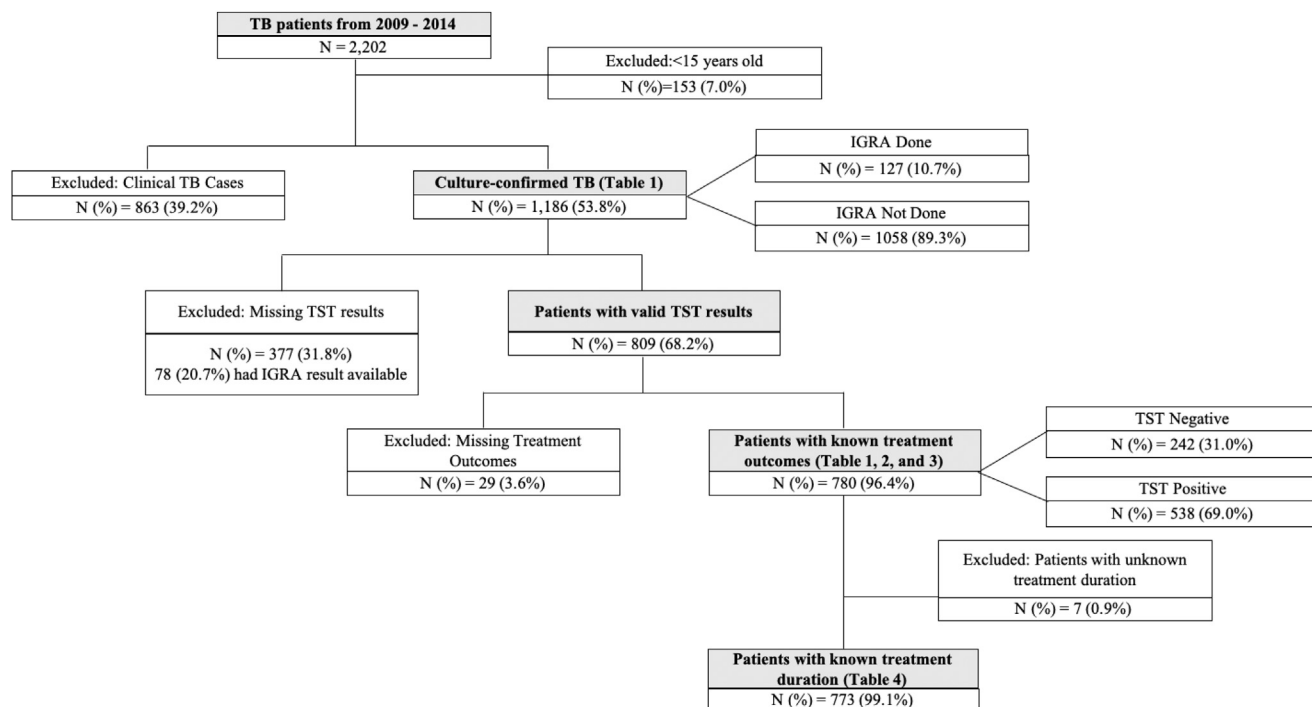 TB patients from 2009 - 2014
N = 2,202
Excluded:<15 years old
N (%)=153 (7.0%)
IGRA Done
N (%) = 127 (10.7%)
Excluded: Clinical TB Cases
N (%) = 863 (39.2%)
Culture-confirmed TB (Table 1)
N (%) = 1,186 (53.8%)
IGRA Not Done
N (%) = 1058 (89.3%)
Excluded: Missing TST results
N (%) = 377 (31.8%)
78 (20.7%) had IGRA result available
Patients with valid TST results
N (%) = 809 (68.2%)
Excluded: Missing Treatment
Outcomes
N (%) = 29 (3.6%)
Patients with known treatment
outcomes (Table 1, 2, and 3)
N (%) = 780 (96.4%)
TST Negative
N (%) = 242 (31.0%)
TST Positive
N (%) = 538 (69.0%)
Excluded: Patients with unknown
treatment duration
N (%) = 7 (0.9%)
Patients with known treatment
duration (Table 4)
N (%) = 773 (99.1%)